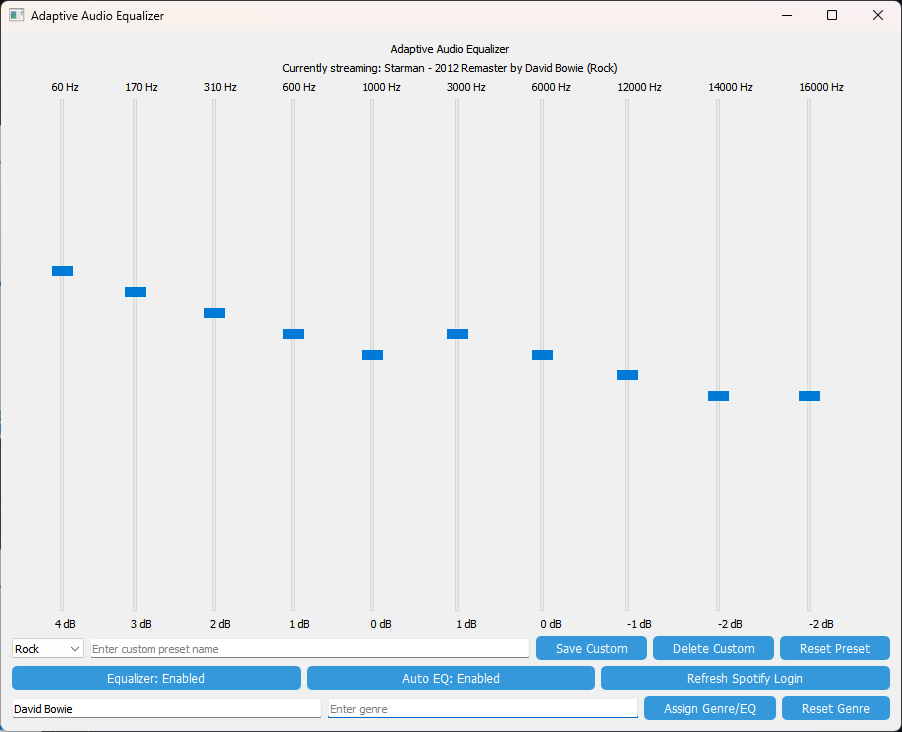 Adaptive Audio Equalizer
Adaptive Audio Equalizer
Currently streaming: Starman - 2012 Remaster by David Bowie (Rock)
60 Hz 170 Hz 310 Hz 600 Hz 1000 Hz 3000 Hz 6000 Hz 12000 Hz 14000 Hz 16000 Hz
4 dB 3 dB 2 dB 1 dB 0 dB 1 dB 0 dB -1 dB -2 dB -2 dB
Rock Enter custom preset name Save Custom Delete Custom Reset Preset
Equalizer: Enabled Auto EQ: Enabled Refresh Spotify Login
David Bowie Enter genre Assign Genre/EQ Reset Genre